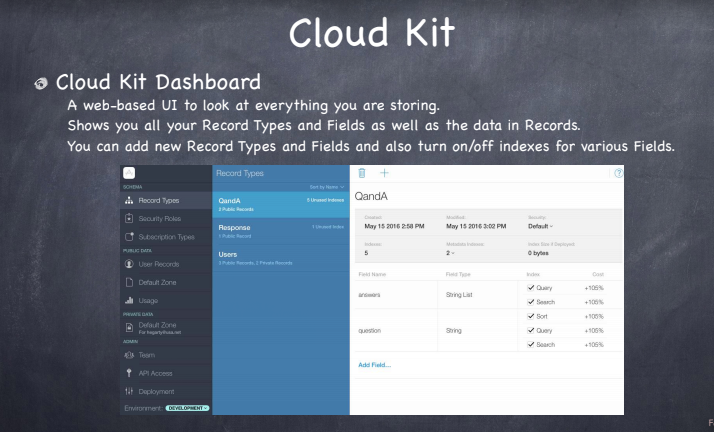 Cloud Kit
Cloud Kit Dashboard
A web-based UI to look at everything you are storing.
Shows you all your Record Types and Fields as well as the data in Records.
You can add new Record Types and Fields and also turn on/off indexes for various Fields.
SCHEMA
Record Types
Security Roles
Subscription Types
PUBLIC DATA
User Records
Default Zone
Usage
PRIVATE DATA
Default Zone
For hegarty@usa.net
ADMIN
Team
API Access
Deployment
Environment: DEVELOPMENT
Record Types
Sort by Name
QandA 5 Unused Indexes
3 Public Records
Response 1 Unused Index
1 Public Record
Users
3 Public Records, 2 Private Records
?
QandA
Created Modified Security
May 15 2016 2:58 PM May 15 2016 3:02 PM Default
Indexes Metadata Indexes Index Size if Deployed
5 2 0 bytes
Field Name Field Type Index Cost
answers String List Query +105%
Search +105%
Sort +105%
question String Query +105%
Search +105%
Add Field...